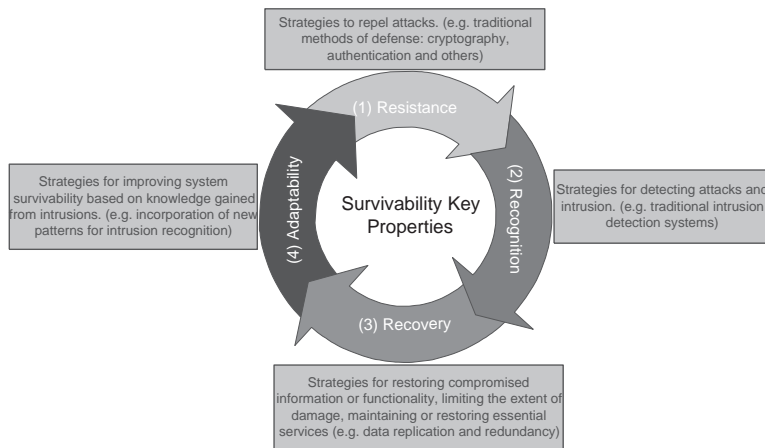 Strategies to repel attacks. (e.g. traditional
methods of defense: cryptography,
authentication and others)
(1) Resistance
(2) Recognition
Strategies for detecting attacks and
intrusion. (e.g. traditional intrusion
detection systems)
(3) Recovery
Strategies for restoring compromised
information or functionality, limiting the extent of
damage, maintaining or restoring essential
services (e.g. data replication and redundancy)
(4) Adaptability
Strategies for improving system
survivability based on knowledge gained
from intrusions. (e.g. incorporation of new
patterns for intrusion recognition)
Survivability Key
Properties